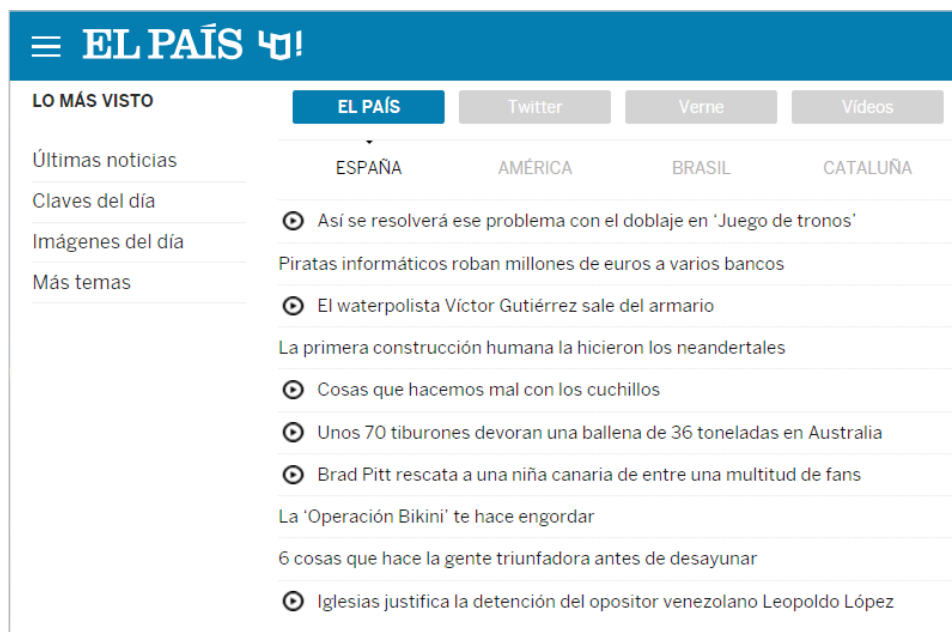 EL PAÍS 40!
LO MÁS VISTO
Últimas noticias
Claves del día
Imágenes del día
Más temas
EL PAÍS Twitter Verne Vídeos
ESPAÑA AMÉRICA BRASIL CATALUÑA
Así se resolverá ese problema con el doblaje en ‘Juego de tronos’
Piratas informáticos roban millones de euros a varios bancos
El waterpolista Víctor Gutiérrez sale del armario
La primera construcción humana la hicieron los neandertales
Cosas que hacemos mal con los cuchillos
Unos 70 tiburones devoran una ballena de 36 toneladas en Australia
Brad Pitt rescata a una niña canaria de entre una multitud de fans
La ‘Operación Bikini’ te hace engordar
6 cosas que hace la gente triunfadora antes de desayunar
Iglesias justifica la detención del opositor venezolano Leopoldo López